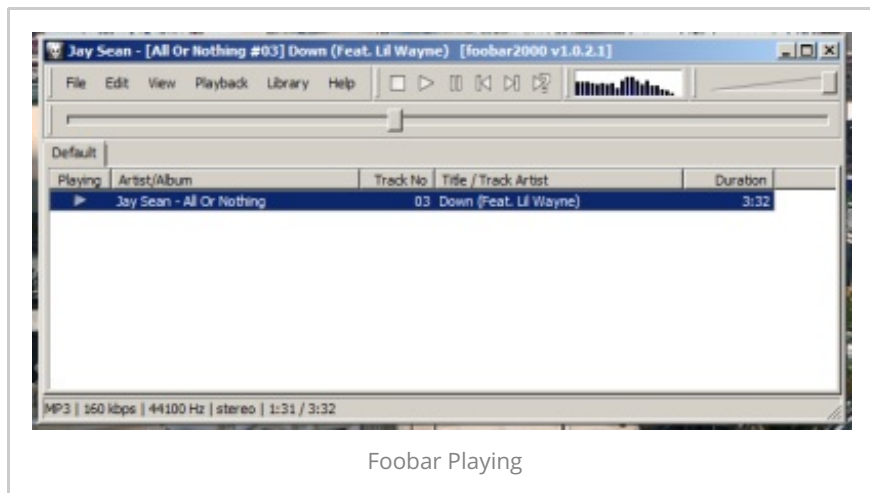 Jay Sean - [All Or Nothing #03] Down (Feat. Lil Wayne) [foobar2000 v1.0.2.1]
File Edit View Playback Library Help
Default
Playing Artist/Album Track No Title / Track Artist Duration
Jay Sean - All Or Nothing 03 Down (Feat. Lil Wayne) 3:32
MP3 | 160 kbps | 44100 Hz | stereo | 1:31 / 3:32
Foobar Playing